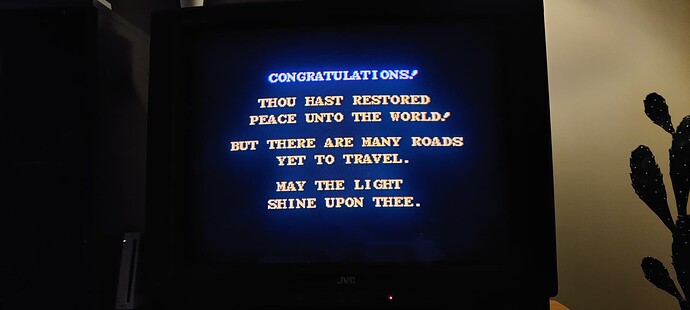 CONGRATULATIONS!
THOU HAST RESTORED
PEACE UNTO THE WORLD!
BUT THERE ARE MANY ROADS
YET TO TRAVEL.
MAY THE LIGHT
SHINE UPON THEE.
JVC